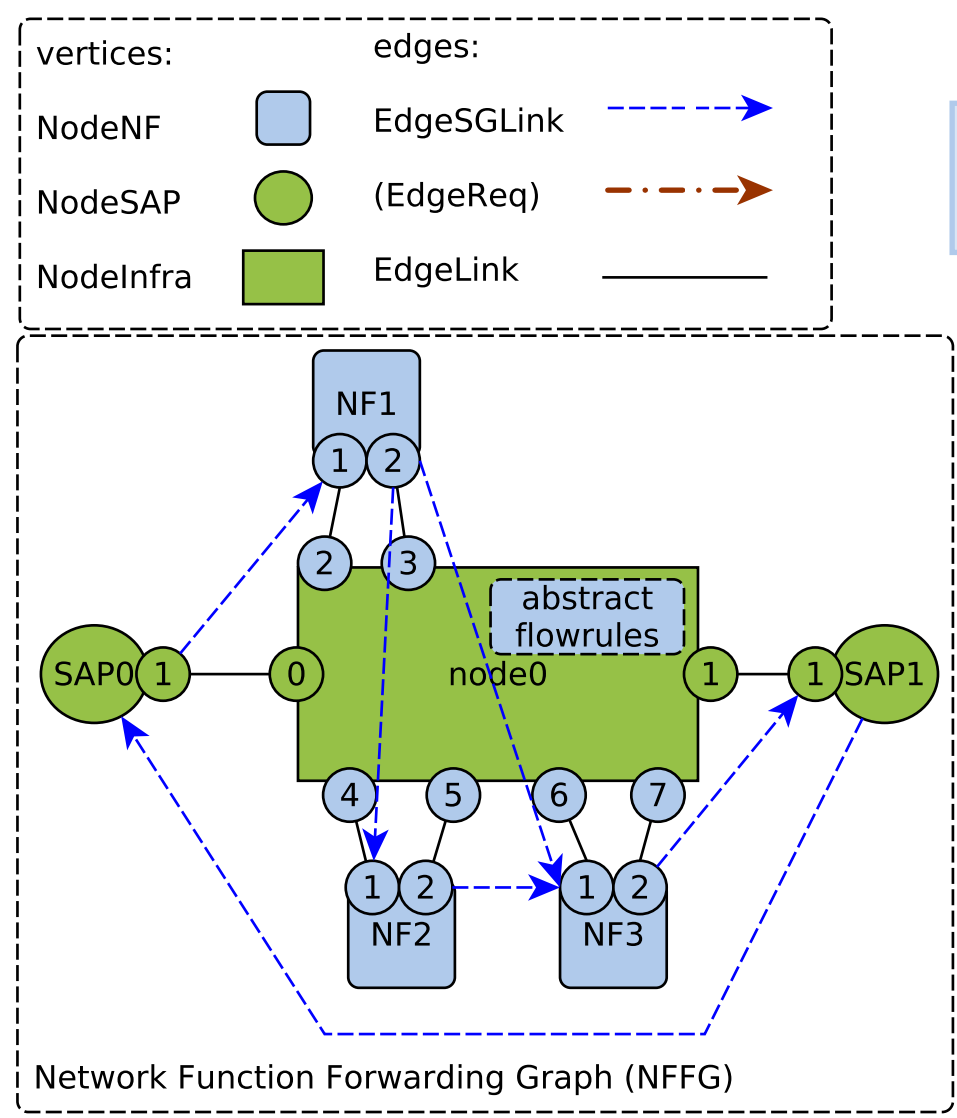 vertices:
edges:
NodeNF
EdgeSGLink
NodeSAP
(EdgeReq)
NodeInfra
EdgeLink
NF1
1 2
2 3
abstract
flowrules
SAP0 1 0 node0 1 1 SAP1
4 5 6 7
1 2 1 2
NF2 NF3
Network Function Forwarding Graph (NFFG)